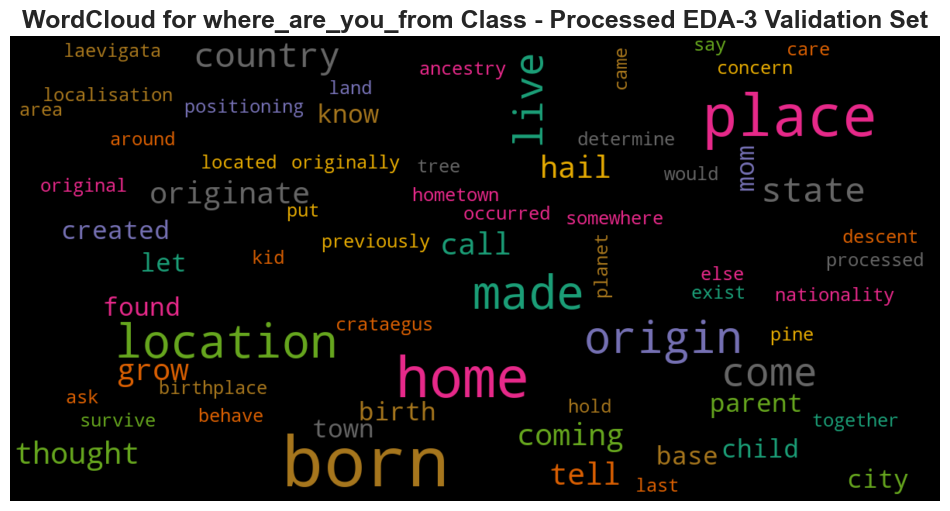 WordCloud for where_are_you_from Class - Processed EDA-3 Validation Set
laevigata
country
ancestry
live
came
say
care
concern
localisation
area
positioning
land
know
place
around
determine
located
originally
tree
hail
would
mom
state
original
originate
hometown
put
occurred
somewhere
created
previously
call
descent
let
kid
planet
else
processed
made
exist
nationality
found
crataegus
location
origin
pine
grow
home
come
ask
birthplace
survive
behave
birth
hold
parent
together
town
thought
born
coming
tell
base
child
last
city